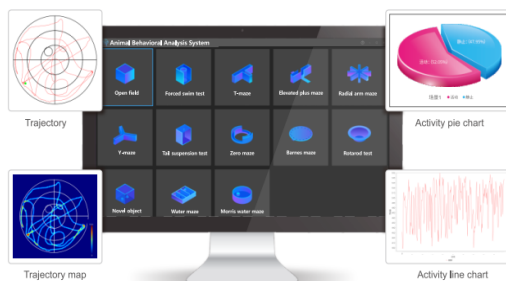 Animal Behavioral Analysis System
Open field
Forced swim test
T-maze
Elevated plus maze
Radial arm maze
Y-maze
Tail suspension test
Zero maze
Barnes maze
Rotarod test
Novel object
Water maze
Morris water maze
Trajectory
Activity pie chart
Trajectory map
Activity line chart